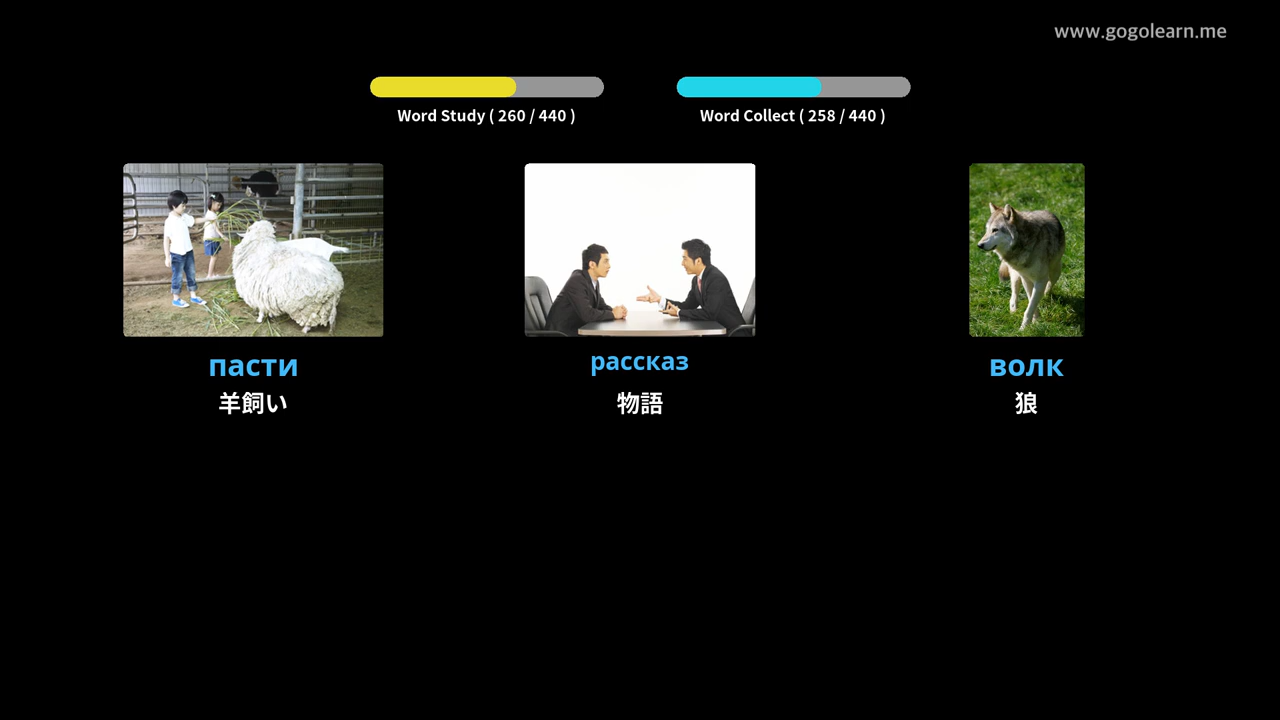 www.gogolearn.me
Word Study ( 260 / 440 )
Word Collect ( 258 / 440 )
пасти
рассказ
волк
羊飼い
物語
狼